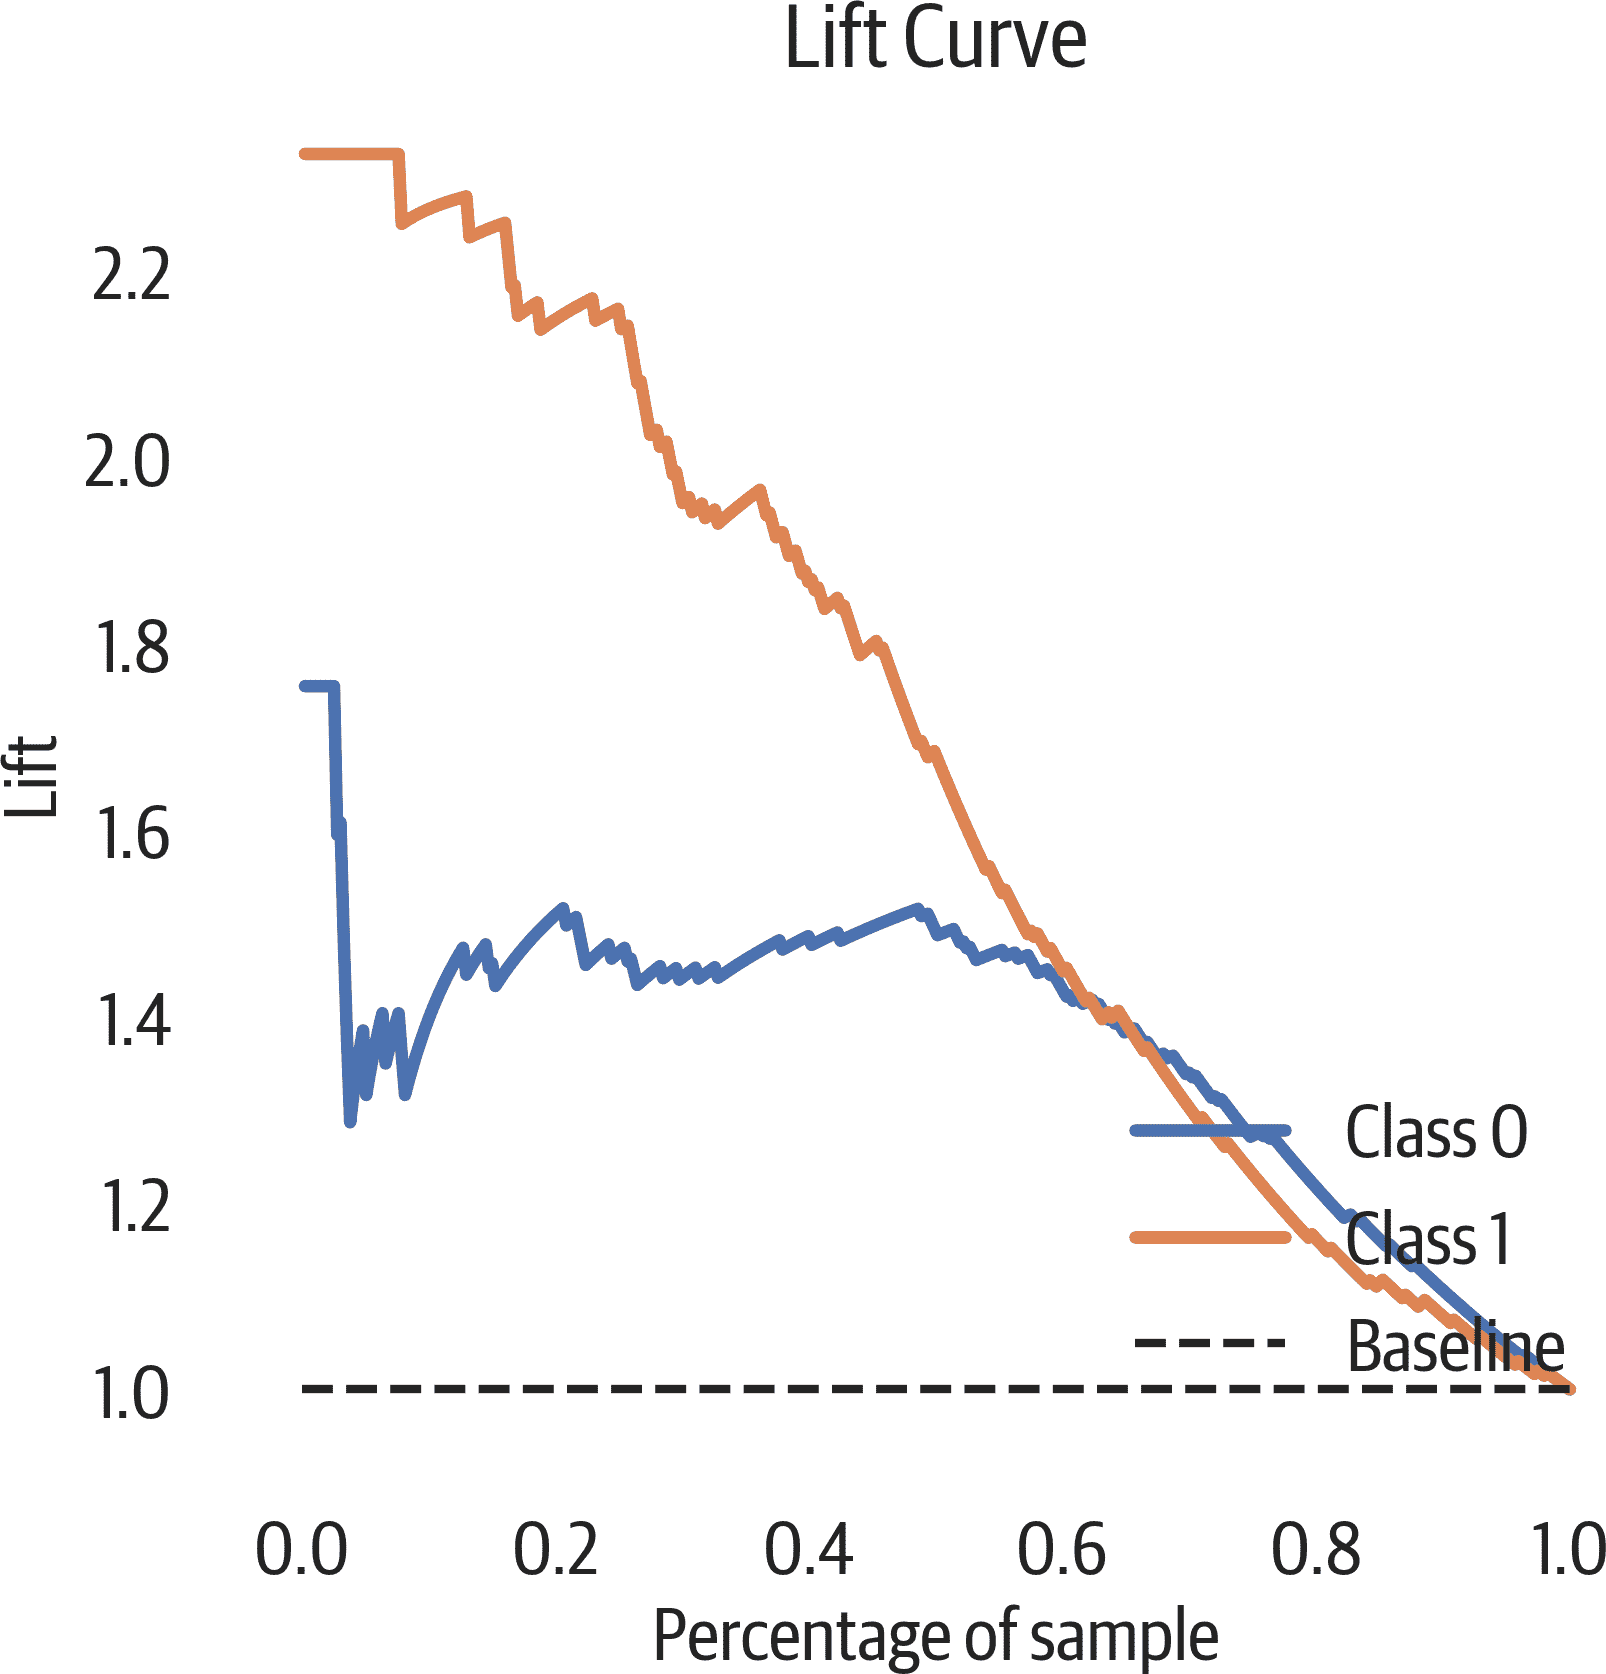 Lift Curve
2.2
2.0
1.8
1.6
1.4
1.2
1.0
Lift
Class 0
Class 1
Baseline
0.0 0.2 0.4 0.6 0.8 1.0
Percentage of sample